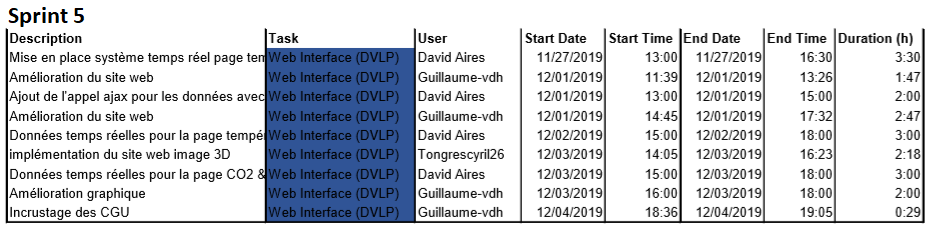 Sprint 5
Description Task User Start Date Start Time End Date End Time Duration (h)
Mise en place système temps réel page tem Web Interface (DVLP) David Aires 11/27/2019 13:00 11/27/2019 16:30 3:30
Amélioration du site web Web Interface (DVLP) Guillaume-vdh 12/01/2019 11:39 12/01/2019 13:26 1:47
Ajout de l'appel ajax pour les données avec Web Interface (DVLP) David Aires 12/01/2019 13:00 12/01/2019 15:00 2:00
Amélioration du site web Web Interface (DVLP) Guillaume-vdh 12/01/2019 14:45 12/01/2019 17:32 2:47
Données temps réelles pour la page tempér Web Interface (DVLP) David Aires 12/02/2019 15:00 12/02/2019 18:00 3:00
implémentation du site web image 3D Web Interface (DVLP) Tongrescyril26 12/03/2019 14:05 12/03/2019 16:23 2:18
Données temps réelles pour la page CO2 & Web Interface (DVLP) David Aires 12/03/2019 15:00 12/03/2019 18:00 3:00
Amélioration graphique Web Interface (DVLP) Guillaume-vdh 12/03/2019 16:00 12/03/2019 18:00 2:00
Incrustage des CGU Web Interface (DVLP) Guillaume-vdh 12/04/2019 18:36 12/04/2019 19:05 0:29